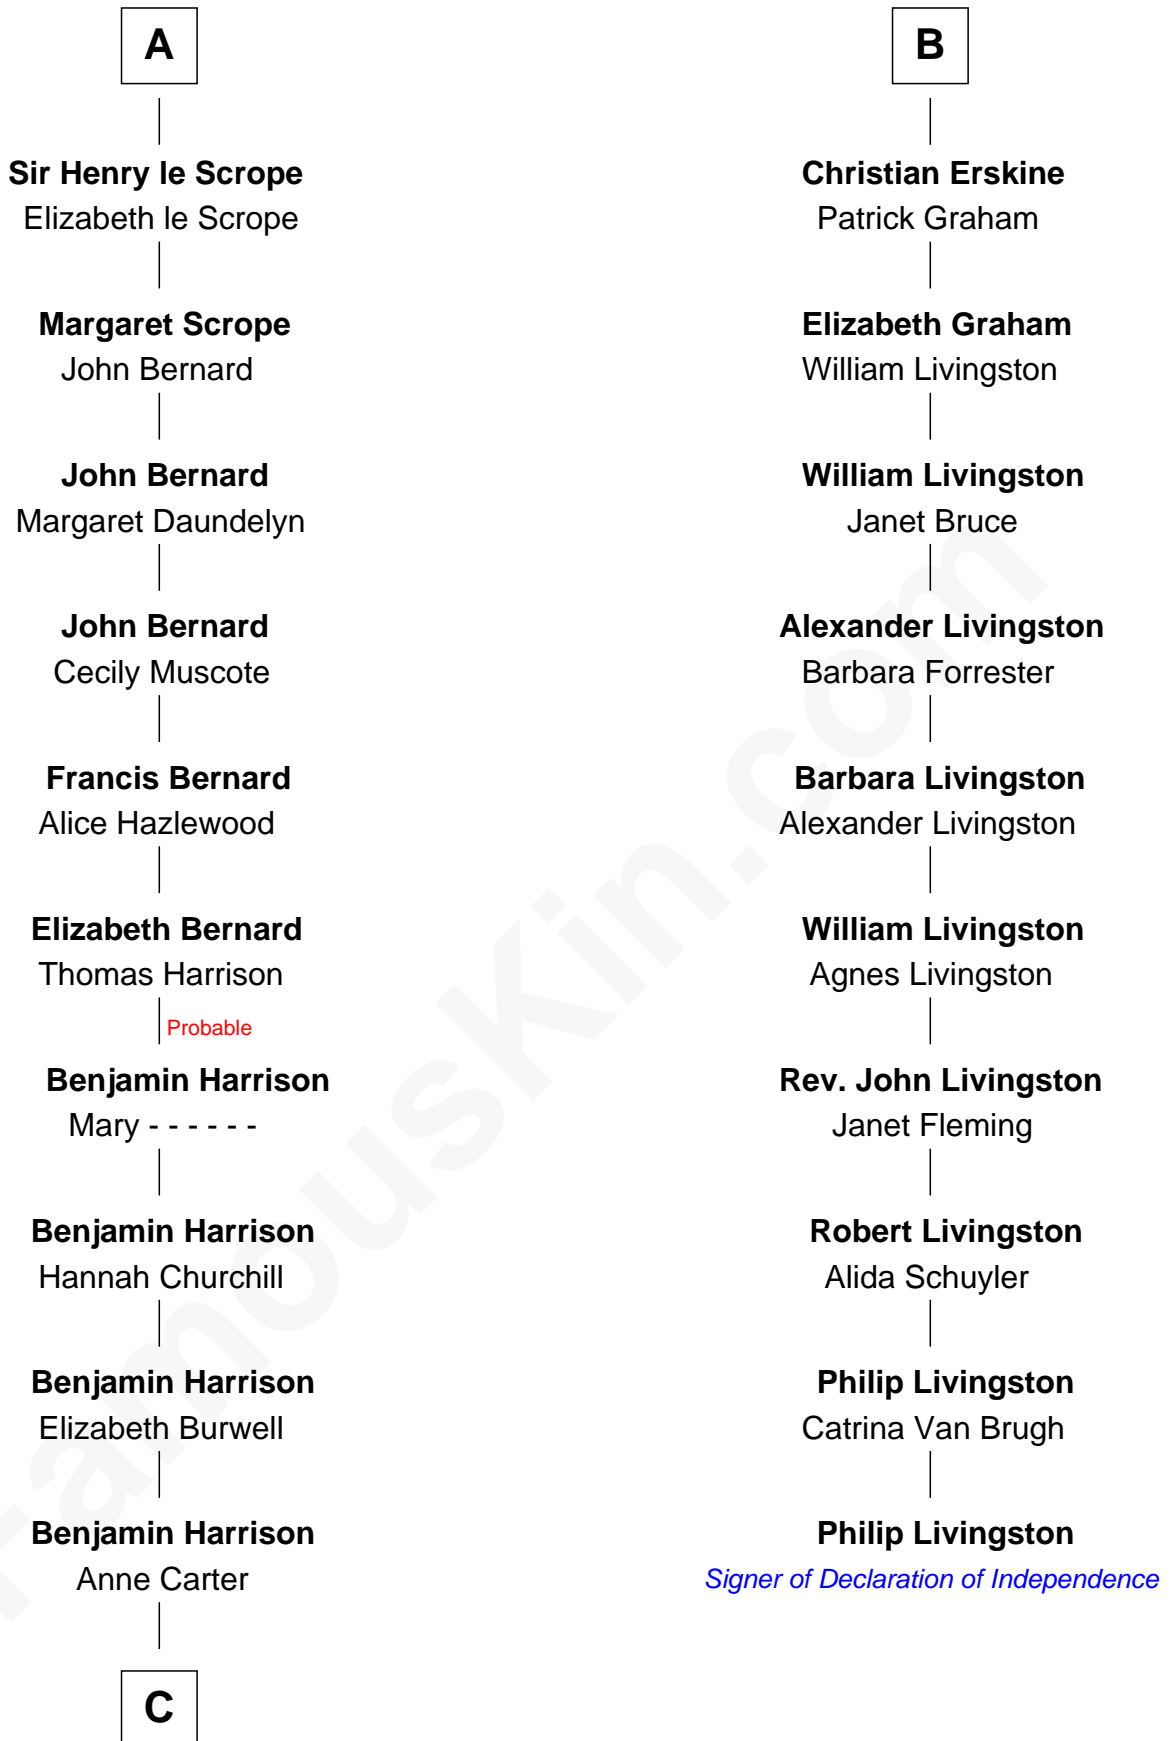 A
Sir Henry le Scrope
Elizabeth le Scrope
Margaret Scrope
John Bernard
John Bernard
Margaret Daundelyn
John Bernard
Cecily Muscote
Francis Bernard
Alice Hazlewood
Elizabeth Bernard
Thomas Harrison
Probable
Benjamin Harrison
Mary - - - - - -
Benjamin Harrison
Hannah Churchill
Benjamin Harrison
Elizabeth Burwell
Benjamin Harrison
Anne Carter
C
B
Christian Erskine
Patrick Graham
Elizabeth Graham
William Livingston
William Livingston
Janet Bruce
Alexander Livingston
Barbara Forrester
Barbara Livingston
Alexander Livingston
William Livingston
Agnes Livingston
Rev. John Livingston
Janet Fleming
Robert Livingston
Alida Schuyler
Philip Livingston
Catrina Van Brugh
Philip Livingston
Signer of Declaration of Independence
FamousKin.com